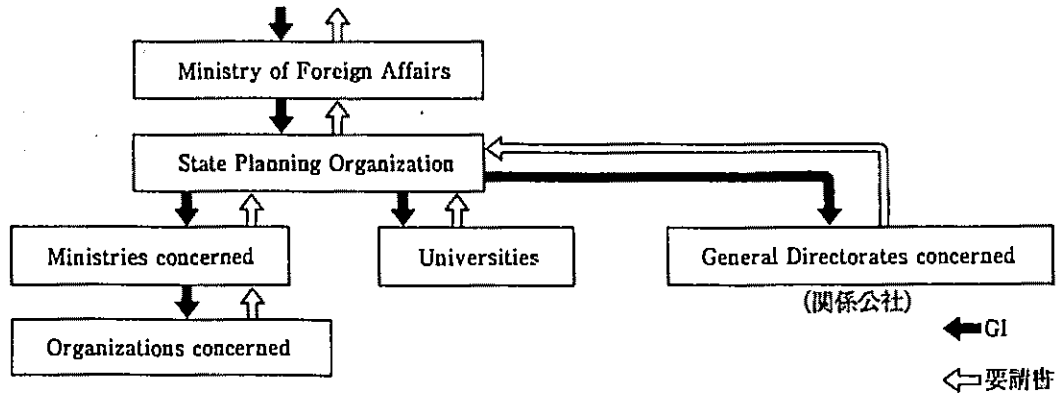 Ministry of Foreign Affairs
State Planning Organization
Ministries concerned
Universities
General Directorates concerned
(関係公社)
Organizations concerned
GI
要請書